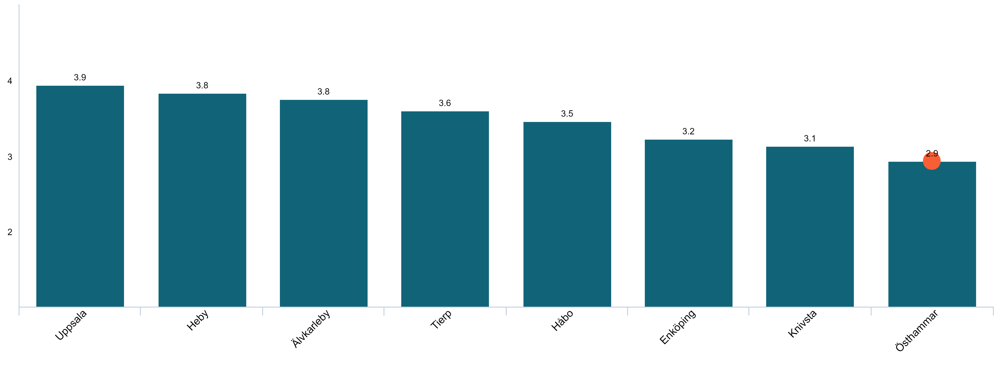 4
3
2
3.9
3.8
3.8
3.6
3.5
3.2
3.1
2.9
Uppsala
Heby
Älvkarleby
Tierp
Håbo
Enköping
Knivsta
Östhammar